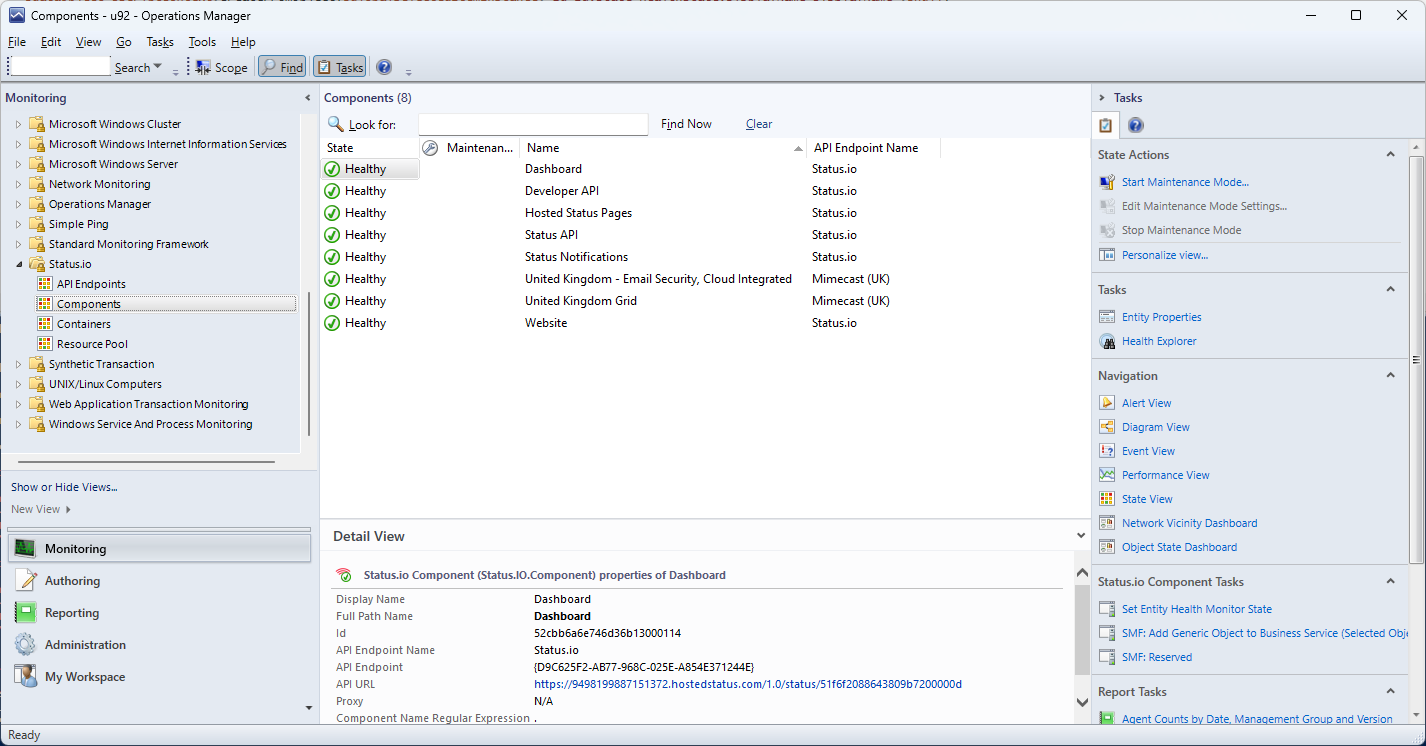 Components - u92 - Operations Manager
File Edit View Go Tasks Tools Help
Search Scope Find Tasks
Monitoring
Microsoft Windows Cluster
Microsoft Windows Internet Information Services
Microsoft Windows Server
Network Monitoring
Operations Manager
Simple Ping
Standard Monitoring Framework
Status.io
API Endpoints
Components
Containers
Resource Pool
Synthetic Transaction
UNIX/Linux Computers
Web Application Transaction Monitoring
Windows Service And Process Monitoring
Show or Hide Views...
New View
Monitoring
Authoring
Reporting
Administration
My Workspace
Components (8)
Look for: Find Now Clear
State Maintenan... Name API Endpoint Name
Healthy Dashboard Status.io
Healthy Developer API Status.io
Healthy Hosted Status Pages Status.io
Healthy Status API Status.io
Healthy Status Notifications Status.io
Healthy United Kingdom - Email Security, Cloud Integrated Mimecast (UK)
Healthy United Kingdom Grid Mimecast (UK)
Healthy Website Status.io
Detail View
Status.io Component (Status.IO.Component) properties of Dashboard
Display Name Dashboard
Full Path Name Dashboard
Id 52cbb6a6e746d36b13000114
API Endpoint Name Status.io
API Endpoint {D9C625F2-AB77-968C-025E-A854E371244E}
API URL https://9498199887151372.hostedstatus.com/1.0/status/51f6f2088643809b7200000d
Proxy N/A
Component Name Regular Expression .
Tasks
State Actions
Start Maintenance Mode...
Edit Maintenance Mode Settings...
Stop Maintenance Mode
Personalize view...
Tasks
Entity Properties
Health Explorer
Navigation
Alert View
Diagram View
Event View
Performance View
State View
Network Vicinity Dashboard
Object State Dashboard
Status.io Component Tasks
Set Entity Health Monitor State
SMF: Add Generic Object to Business Service (Selected Obje
SMF: Reserved
Report Tasks
Agent Counts by Date, Management Group and Version
Ready